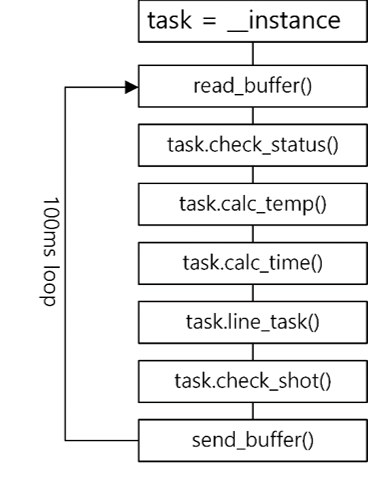 task = __instance
read_buffer()
task.check_status()
task.calc_temp()
task.calc_time()
task.line_task()
task.check_shot()
send_buffer()
100ms loop